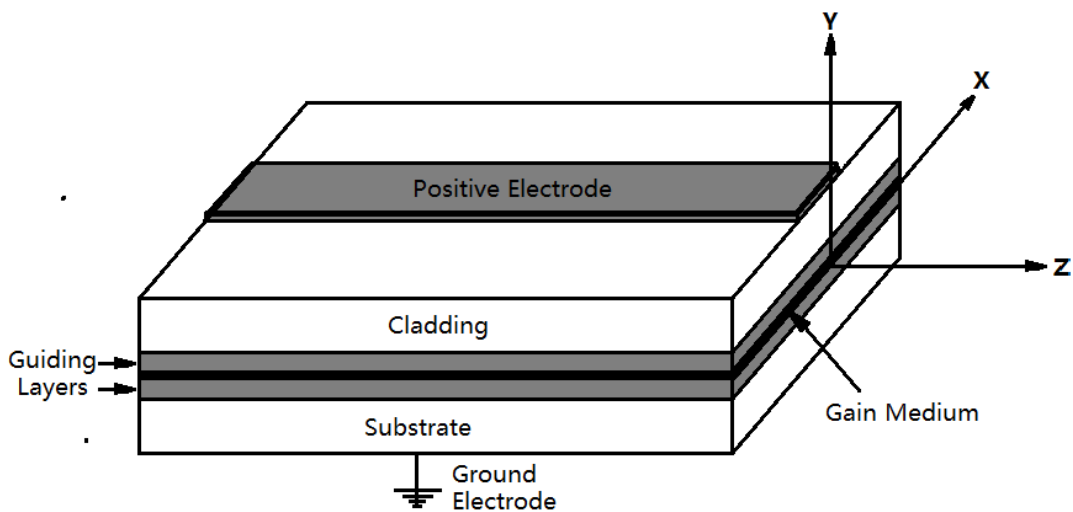 Y
X
Positive Electrode
Z
Cladding
Guiding
Layers
Gain Medium
Substrate
Ground
Electrode